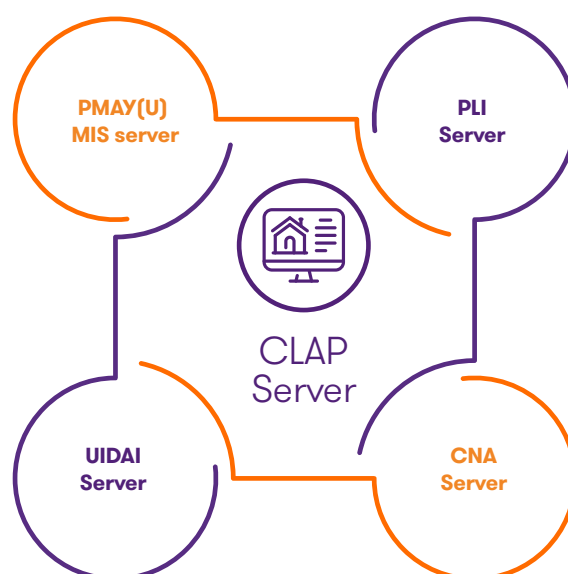 PMAY(U)
MIS server
PLI
Server
CLAP
Server
UIDAI
Server
CNA
Server